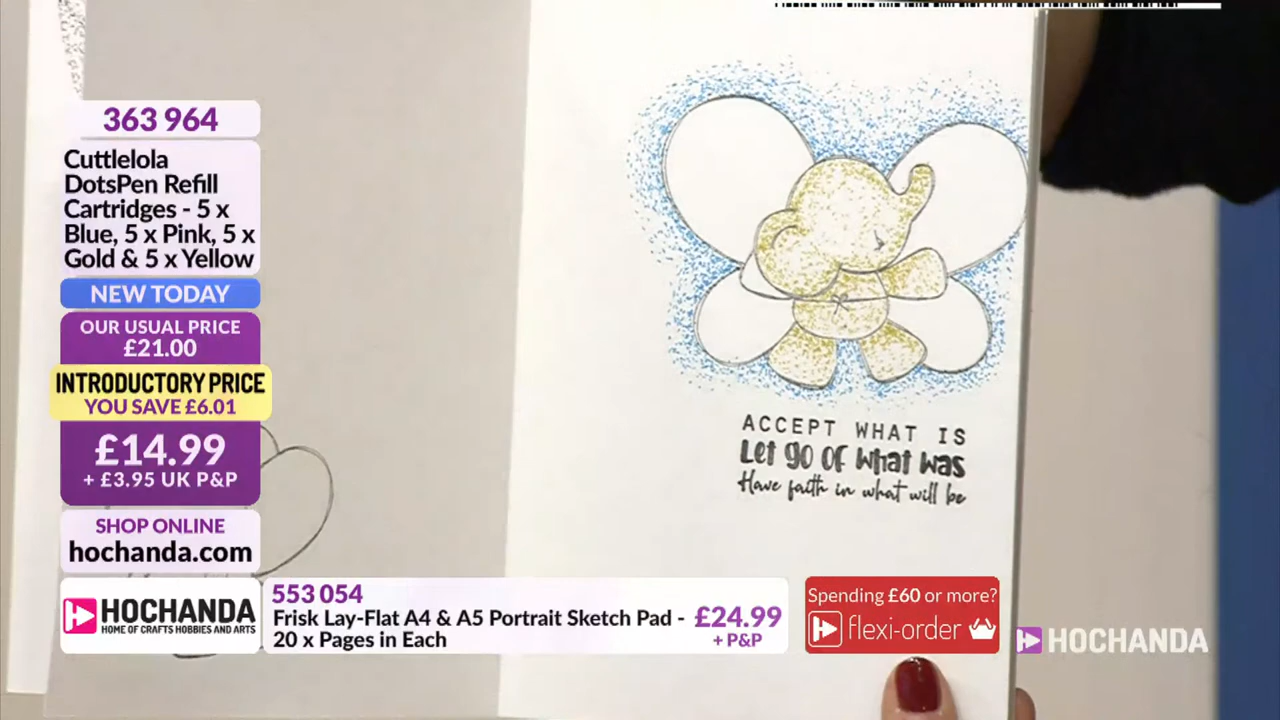 363 964
Cuttlelola
DotsPen Refill
Cartridges - 5 x
Blue, 5 x Pink, 5 x
Gold & 5 x Yellow
NEW TODAY
OUR USUAL PRICE
£21.00
INTRODUCTORY PRICE
YOU SAVE £6.01
£14.99
+ £3.95 UK P&P
SHOP ONLINE
hochanda.com
HOCHANDA
HOME OF CRAFTS HOBBIES AND ARTS
553 054
Frisk Lay-Flat A4 & A5 Portrait Sketch Pad -
20 x Pages in Each
£24.99
+ P&P
Spending £60 or more?
flexi-order
HOCHANDA
ACCEPT WHAT IS
Let go of what was
Have faith in what will be